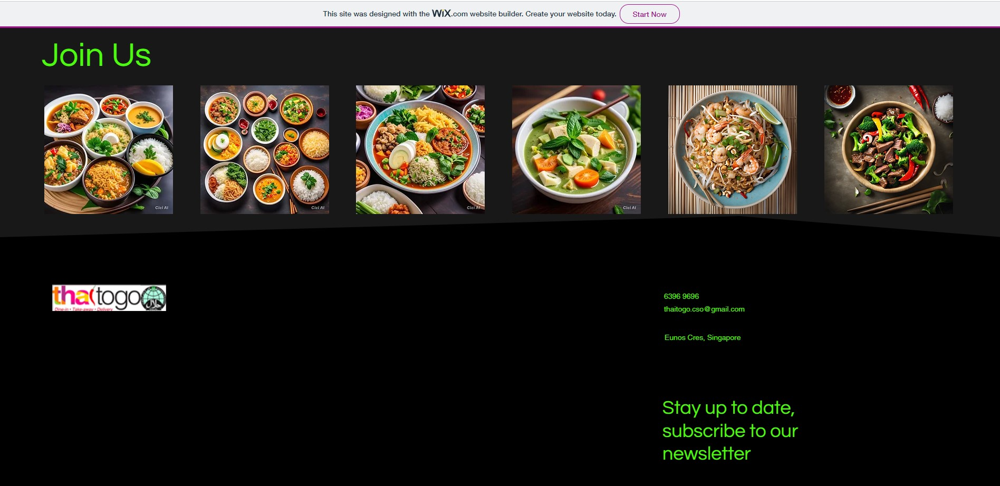 This site was designed with the WiX.com website builder. Create your website today. Start Now
Join Us
Cici AI
Cici AI
Cici AI
Cici AI
thaitogo
حلال
Dine-in • Take-away • Delivery
6396 9696
thaitogo.cso@gmail.com
Eunos Cres, Singapore
Stay up to date,
subscribe to our
newsletter